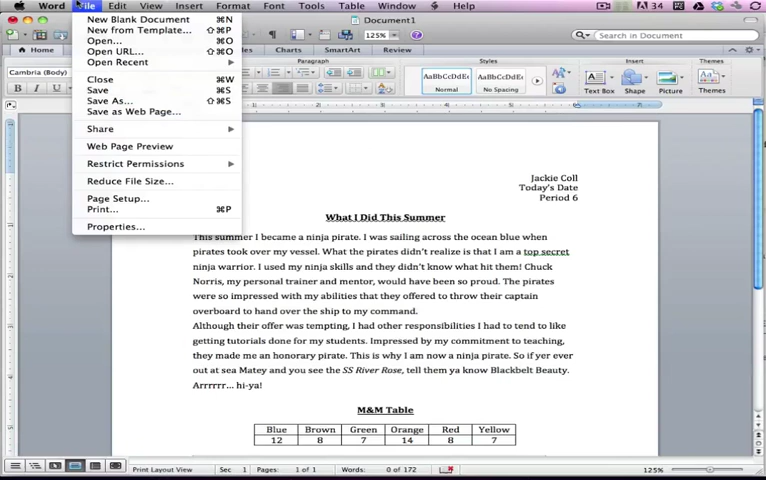 Word File Edit View Insert Format Font Tools Table Window Help 34
Document1
125% Search in Document
Home Charts SmartArt Review
Cambria (Body) Paragraph Styles Insert Themes
B I U
AaBbCcDdEe AaBbCcDdEe
Normal No Spacing Text Box Shape Picture Themes
New Blank Document ⌘N
New from Template... ⇧⌘P
Open... ⌘O
Open URL... ⇧⌘O
Open Recent
Close ⌘W
Save ⌘S
Save As... ⇧⌘S
Save as Web Page...
Share
Web Page Preview
Restrict Permissions
Reduce File Size...
Page Setup...
Print... ⌘P
Properties...
Jackie Coll
Today's Date
Period 6
What I Did This Summer
This summer I became a ninja pirate. I was sailing across the ocean blue when
pirates took over my vessel. What the pirates didn't realize is that I am a top secret
ninja warrior. I used my ninja skills and they didn't know what hit them! Chuck
Norris, my personal trainer and mentor, would have been so proud. The pirates
were so impressed with my abilities that they offered to throw their captain
overboard to hand over the ship to my command.
Although their offer was tempting, I had other responsibilities I had to tend to like
getting tutorials done for my students. Impressed by my commitment to teaching,
they made me an honorary pirate. This is why I am now a ninja pirate. So if yer ever
out at sea Matey and you see the SS River Rose, tell them ya know Blackbelt Beauty.
Arrrrrr... hi-ya!
M&M Table
Blue Brown Green Orange Red Yellow
12 8 7 14 8 7
Print Layout View Sec 1 Pages: 1 of 1 Words: 0 of 172 125%